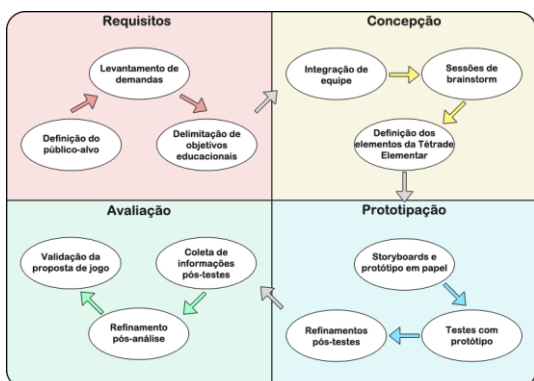 Requisitos
Levantamento de
demandas
Definição do
público-alvo
Delimitação de
objetivos
educacionais
Concepção
Integração de
equipe
Sessões de
brainstorm
Definição dos
elementos da Tétrade
Elementar
Avaliação
Validação da
proposta de jogo
Coleta de
informações
pós-testes
Refinamento
pós-análise
Prototipação
Storyboards e
protótipo em papel
Refinamentos
pós-testes
Testes com
protótipo